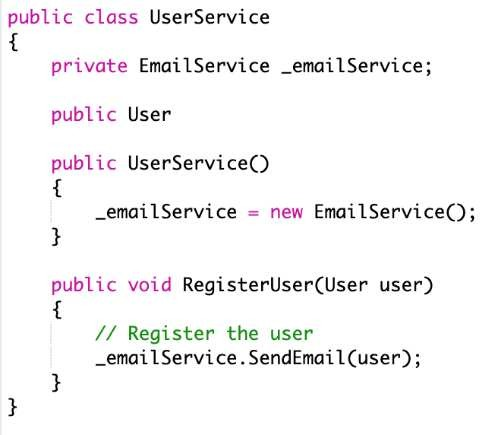 public class UserService
{
    private EmailService _emailService;

    public User

    public UserService()
    {
        _emailService = new EmailService();
    }

    public void RegisterUser(User user)
    {
        // Register the user
        _emailService.SendEmail(user);
    }
}